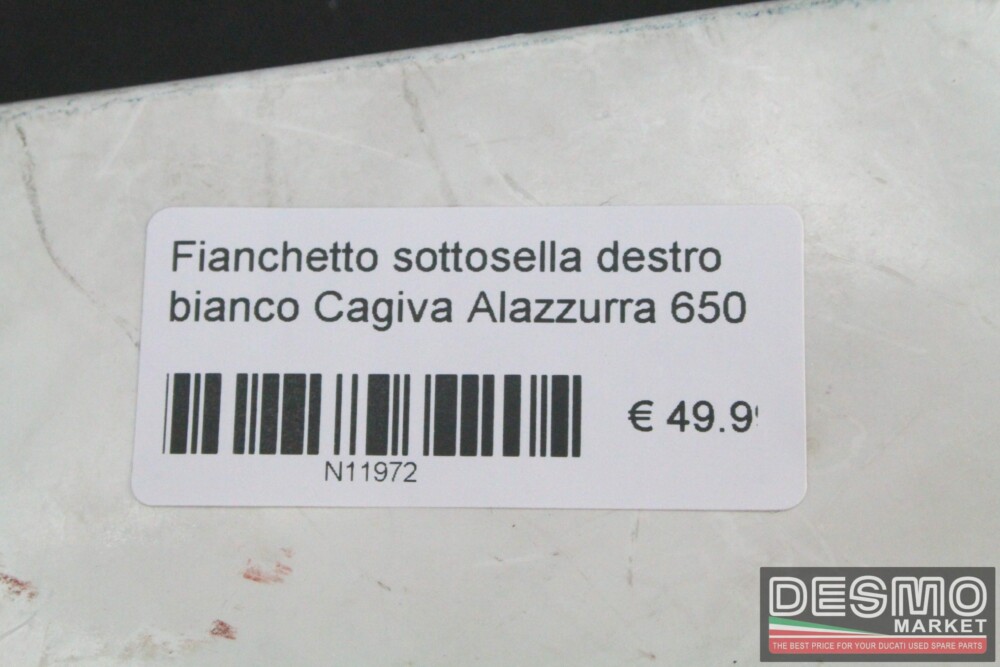 Fianchetto sottosella destro
bianco Cagiva Alazzurra 650
€ 49.9
N11972
DESMO
MARKET
THE BEST PRICE FOR YOUR DUCATI USED SPARE PARTS